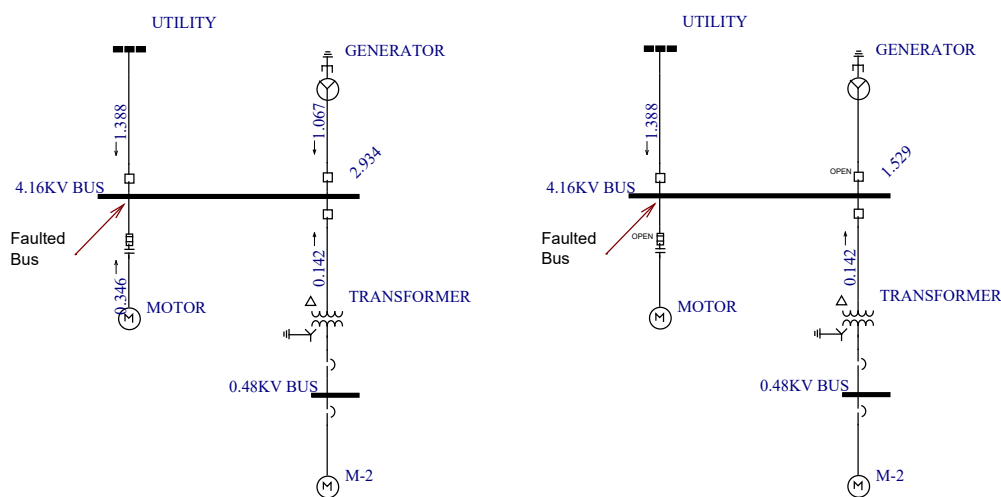 UTILITY
GENERATOR
1.388
1.067
2.934
4.16KV BUS
Faulted
Bus
0.346
0.142
MOTOR
TRANSFORMER
M
0.48KV BUS
M-2
M
UTILITY
GENERATOR
1.388
OPEN
1.529
4.16KV BUS
Faulted
Bus
OPEN
0.142
MOTOR
TRANSFORMER
M
0.48KV BUS
M-2
M